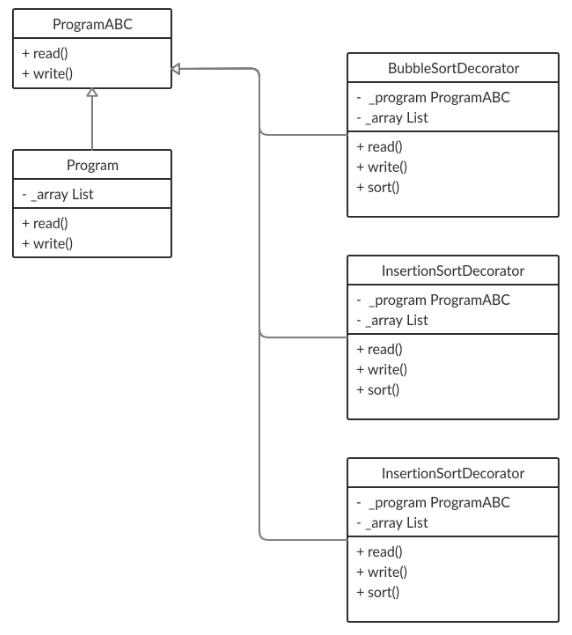 ProgramABC
+ read()
+ write()
Program
- _array List
+ read()
+ write()
BubbleSortDecorator
- _program ProgramABC
- _array List
+ read()
+ write()
+ sort()
InsertionSortDecorator
- _program ProgramABC
- _array List
+ read()
+ write()
+ sort()
InsertionSortDecorator
- _program ProgramABC
- _array List
+ read()
+ write()
+ sort()